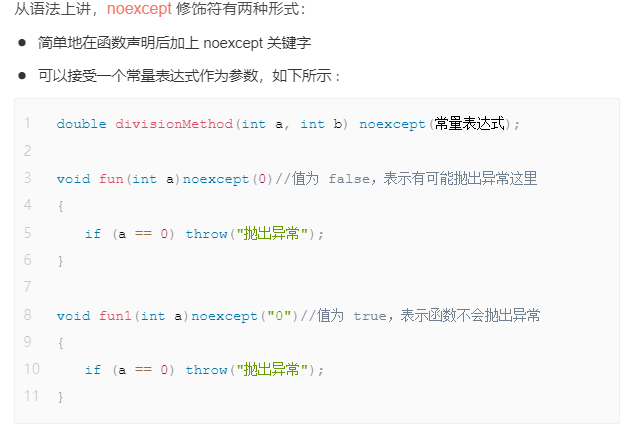 从语法上讲，noexcept 修饰符有两种形式：
● 简单地在函数声明后加上 noexcept 关键字
● 可以接受一个常量表达式作为参数，如下所示：
1 double divisionMethod(int a, int b) noexcept(常量表达式);
2
3 void fun(int a)noexcept(0)//值为 false，表示有可能抛出异常这里
4 {
5 if (a == 0) throw("抛出异常");
6 }
7
8 void fun1(int a)noexcept("0")//值为 true，表示函数不会抛出异常
9 {
10 if (a == 0) throw("抛出异常");
11 }